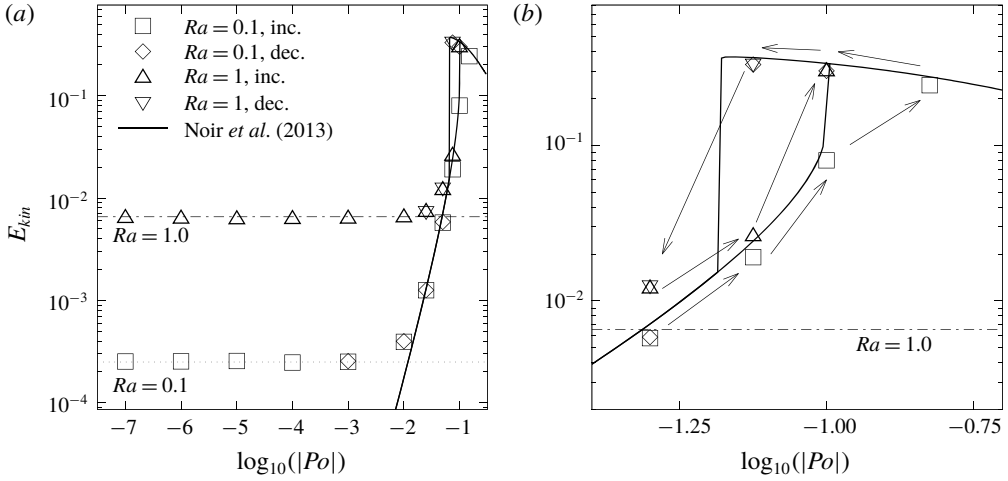 (a)
Ra = 0.1, inc.
Ra = 0.1, dec.
Ra = 1, inc.
Ra = 1, dec.
Noir et al. (2013)
10⁻¹
10⁻²
10⁻³
10⁻⁴
E_kin
Ra = 1.0
Ra = 0.1
−7 −6 −5 −4 −3 −2 −1
log₁₀(|Po|)
(b)
10⁻¹
10⁻²
Ra = 1.0
−1.25 −1.00 −0.75
log₁₀(|Po|)